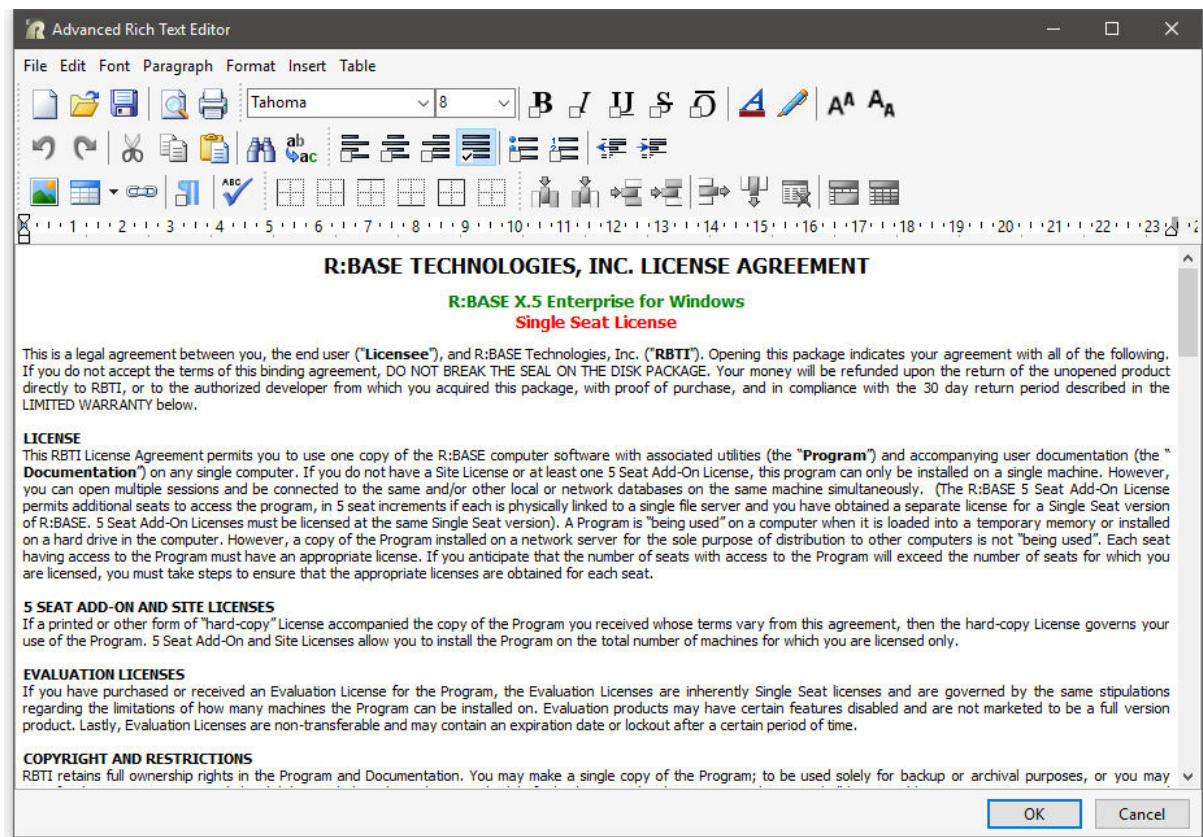 Advanced Rich Text Editor
File Edit Font Paragraph Format Insert Table
Tahoma 8 B I U S O A A A A A
ab ac
ABC
1 2 3 4 5 6 7 8 9 10 11 12 13 14 15 16 17 18 19 20 21 22 23
R:BASE TECHNOLOGIES, INC. LICENSE AGREEMENT
R:BASE X.5 Enterprise for Windows
Single Seat License
This is a legal agreement between you, the end user ("Licensee"), and R:BASE Technologies, Inc. ("RBTI"). Opening this package indicates your agreement with all of the following.
If you do not accept the terms of this binding agreement, DO NOT BREAK THE SEAL ON THE DISK PACKAGE. Your money will be refunded upon the return of the unopened product
directly to RBTI, or to the authorized developer from which you acquired this package, with proof of purchase, and in compliance with the 30 day return period described in the
LIMITED WARRANTY below.
LICENSE
This RBTI License Agreement permits you to use one copy of the R:BASE computer software with associated utilities (the "Program") and accompanying user documentation (the "
Documentation") on any single computer. If you do not have a Site License or at least one 5 Seat Add-On License, this program can only be installed on a single machine. However,
you can open multiple sessions and be connected to the same and/or other local or network databases on the same machine simultaneously. (The R:BASE 5 Seat Add-On License
permits additional seats to access the program, in 5 seat increments if each is physically linked to a single file server and you have obtained a separate license for a Single Seat version
of R:BASE. 5 Seat Add-On Licenses must be licensed at the same Single Seat version). A Program is "being used" on a computer when it is loaded into a temporary memory or installed
on a hard drive in the computer. However, a copy of the Program installed on a network server for the sole purpose of distribution to other computers is not "being used". Each seat
having access to the Program must have an appropriate license. If you anticipate that the number of seats with access to the Program will exceed the number of seats for which you
are licensed, you must take steps to ensure that the appropriate licenses are obtained for each seat.
5 SEAT ADD-ON AND SITE LICENSES
If a printed or other form of "hard-copy" License accompanied the copy of the Program you received whose terms vary from this agreement, then the hard-copy License governs your
use of the Program. 5 Seat Add-On and Site Licenses allow you to install the Program on the total number of machines for which you are licensed only.
EVALUATION LICENSES
If you have purchased or received an Evaluation License for the Program, the Evaluation Licenses are inherently Single Seat licenses and are governed by the same stipulations
regarding the limitations of how many machines the Program can be installed on. Evaluation products may have certain features disabled and are not marketed to be a full version
product. Lastly, Evaluation Licenses are non-transferable and may contain an expiration date or lockout after a certain period of time.
COPYRIGHT AND RESTRICTIONS
RBTI retains full ownership rights in the Program and Documentation. You may make a single copy of the Program; to be used solely for backup or archival purposes, or you may
OK Cancel